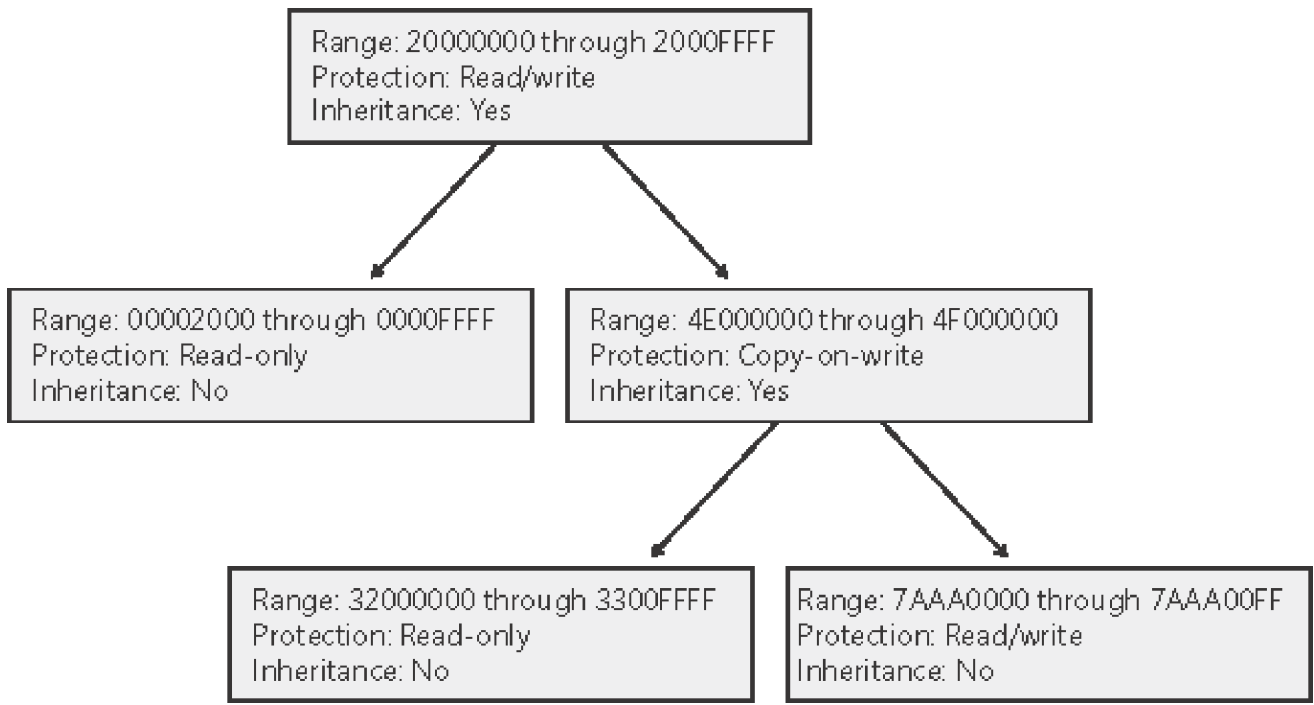 Range: 20000000 through 2000FFFF
Protection: Read/write
Inheritance: Yes
Range: 00002000 through 0000FFFF
Protection: Read-only
Inheritance: No
Range: 4E000000 through 4F000000
Protection: Copy-on-write
Inheritance: Yes
Range: 32000000 through 3300FFFF
Protection: Read-only
Inheritance: No
Range: 7AAA0000 through 7AAA00FF
Protection: Read/write
Inheritance: No